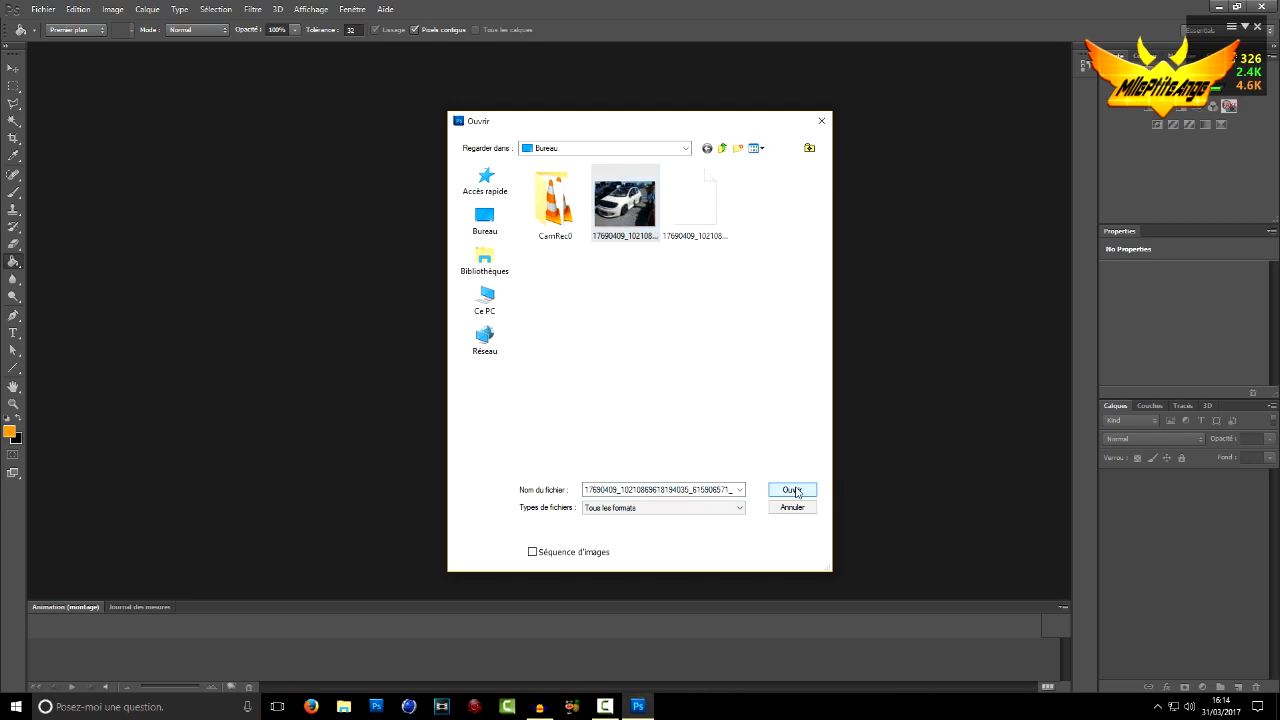 Fichier Edition Image Calque Type Sélection Filtre 3D Affichage Fenêtre Aide
Premier plan Mode : Normal Opacité : 100% Tolérance : 32 Lissage Pixels contigus Tous les calques
Essentials
326
2.4K
4.6K
MllePtiteAnge
Ouvrir
Regarder dans : Bureau
Accès rapide
Bureau
Bibliothèques
Ce PC
Réseau
CamRec0
17690409_102108...
17690409_102108...
Nom du fichier : 17690409_10210869618194035_615906571_
Ouvrir
Types de fichiers : Tous les formats
Annuler
Séquence d'images
Properties
No Properties
Calques Couches Tracés 3D
Kind
Normal Opacité :
Verrou : Fond :
Animation (montage) Journal des mesures
Posez-moi une question.
16:14
31/03/2017